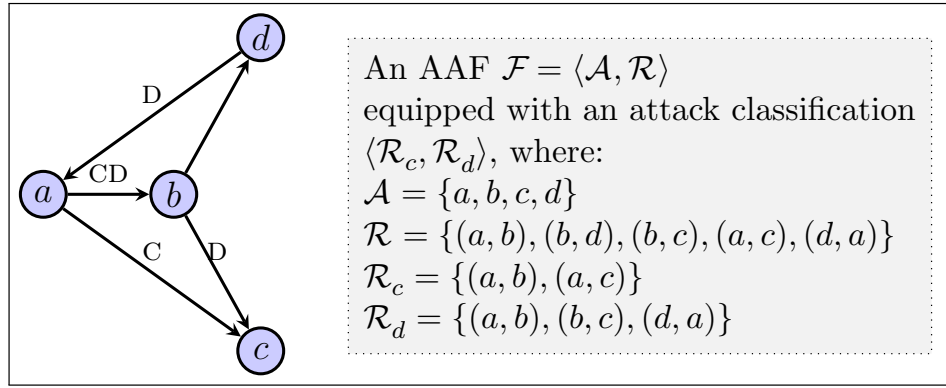 d
D
CD
a
b
C
D
c
An AAF ℱ = ⟨𝒜, ℛ⟩
equipped with an attack classification
⟨ℛ_c, ℛ_d⟩, where:
𝒜 = {a, b, c, d}
ℛ = {(a, b), (b, d), (b, c), (a, c), (d, a)}
ℛ_c = {(a, b), (a, c)}
ℛ_d = {(a, b), (b, c), (d, a)}